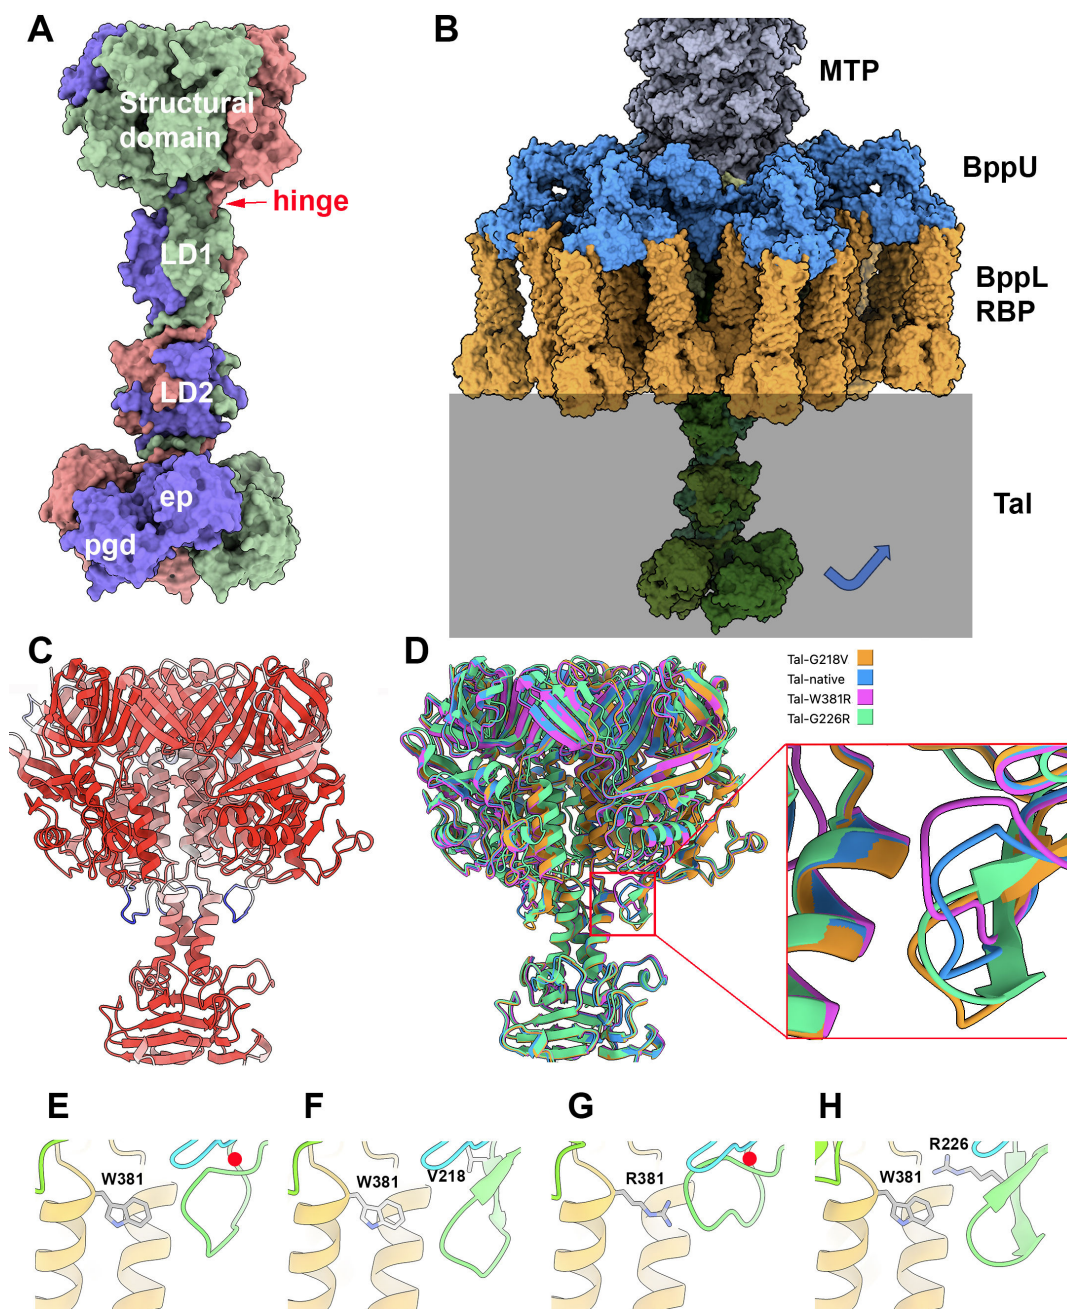 A
Structural
domain
hinge
LD1
LD2
ep
pgd
B
MTP
BppU
BppL
RBP
Tal
C
D
Tal-G218V
Tal-native
Tal-W381R
Tal-G226R
E
W381
F
W381
V218
G
R381
H
R226
W381